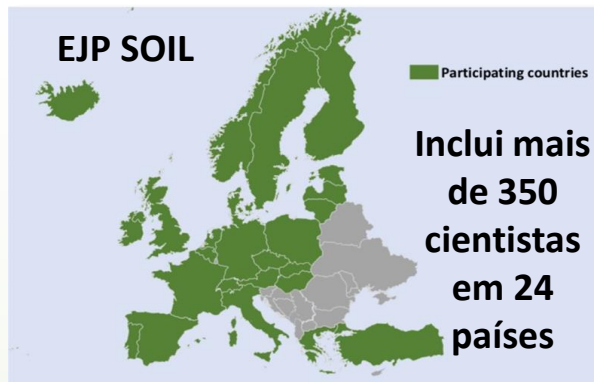 EJP SOIL
Participating countries
Inclui mais
de 350
cientistas
em 24
países